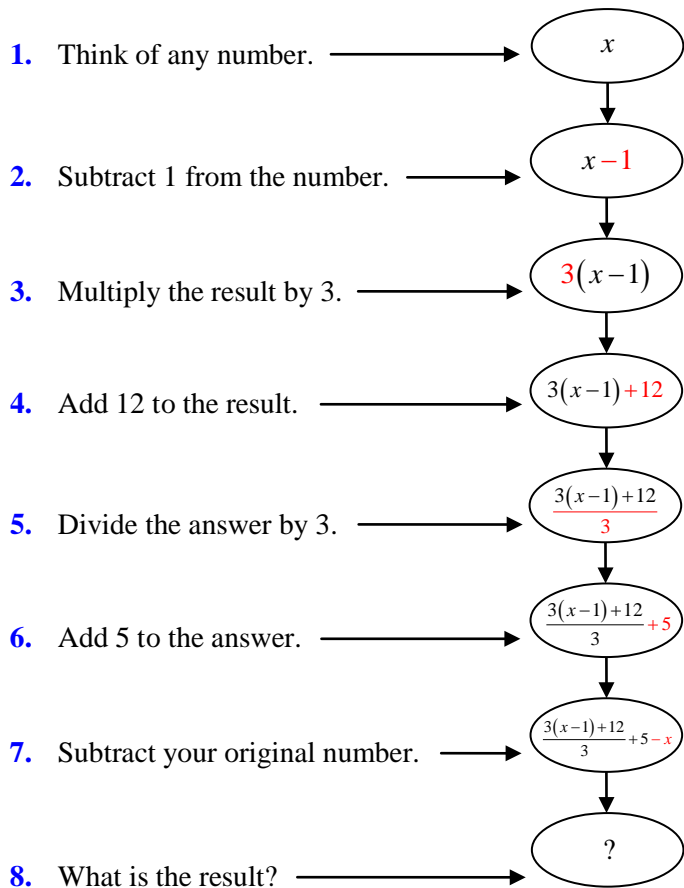 1. Think of any number. x
2. Subtract 1 from the number. x − 1
3. Multiply the result by 3. 3(x − 1)
4. Add 12 to the result. 3(x − 1) + 12
5. Divide the answer by 3. (3(x − 1) + 12)/3
6. Add 5 to the answer. (3(x − 1) + 12)/3 + 5
7. Subtract your original number. (3(x − 1) + 12)/3 + 5 − x
8. What is the result? ?